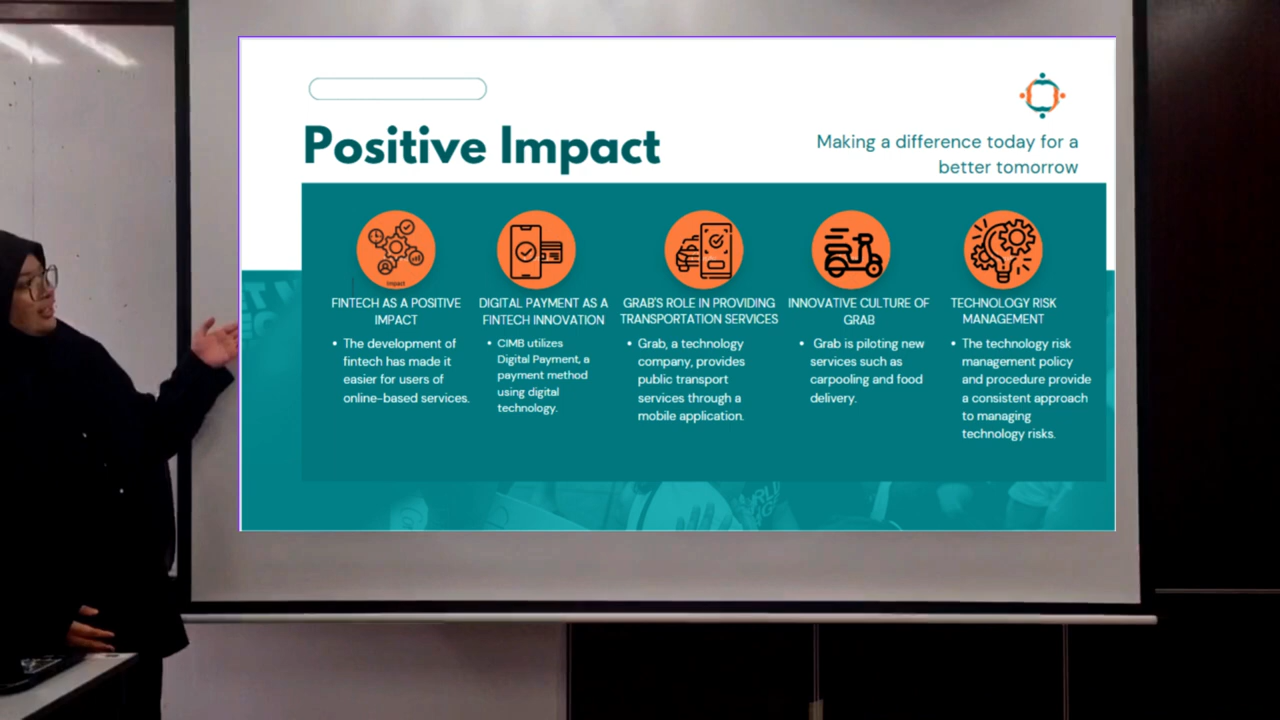 Positive Impact
Making a difference today for a
better tomorrow
Impact
FINTECH AS A POSITIVE
IMPACT
• The development of
fintech has made it
easier for users of
online-based services.
DIGITAL PAYMENT AS A
FINTECH INNOVATION
• CIMB utilizes
Digital Payment, a
payment method
using digital
technology.
GRAB'S ROLE IN PROVIDING
TRANSPORTATION SERVICES
• Grab, a technology
company, provides
public transport
services through a
mobile application.
INNOVATIVE CULTURE OF
GRAB
• Grab is piloting new
services such as
carpooling and food
delivery.
TECHNOLOGY RISK
MANAGEMENT
• The technology risk
management policy
and procedure provide
a consistent approach
to managing
technology risks.